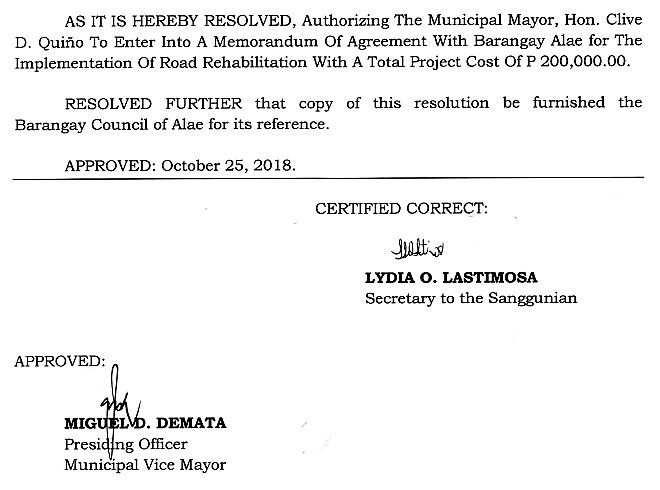 AS IT IS HEREBY RESOLVED, Authorizing The Municipal Mayor, Hon. Clive
D. Quiño To Enter Into A Memorandum Of Agreement With Barangay Alae for The
Implementation Of Road Rehabilitation With A Total Project Cost Of P 200,000.00.
RESOLVED FURTHER that copy of this resolution be furnished the
Barangay Council of Alae for its reference.
APPROVED: October 25, 2018.
CERTIFIED CORRECT:
LYDIA O. LASTIMOSA
Secretary to the Sanggunian
APPROVED:
MIGUEL D. DEMATA
Presiding Officer
Municipal Vice Mayor